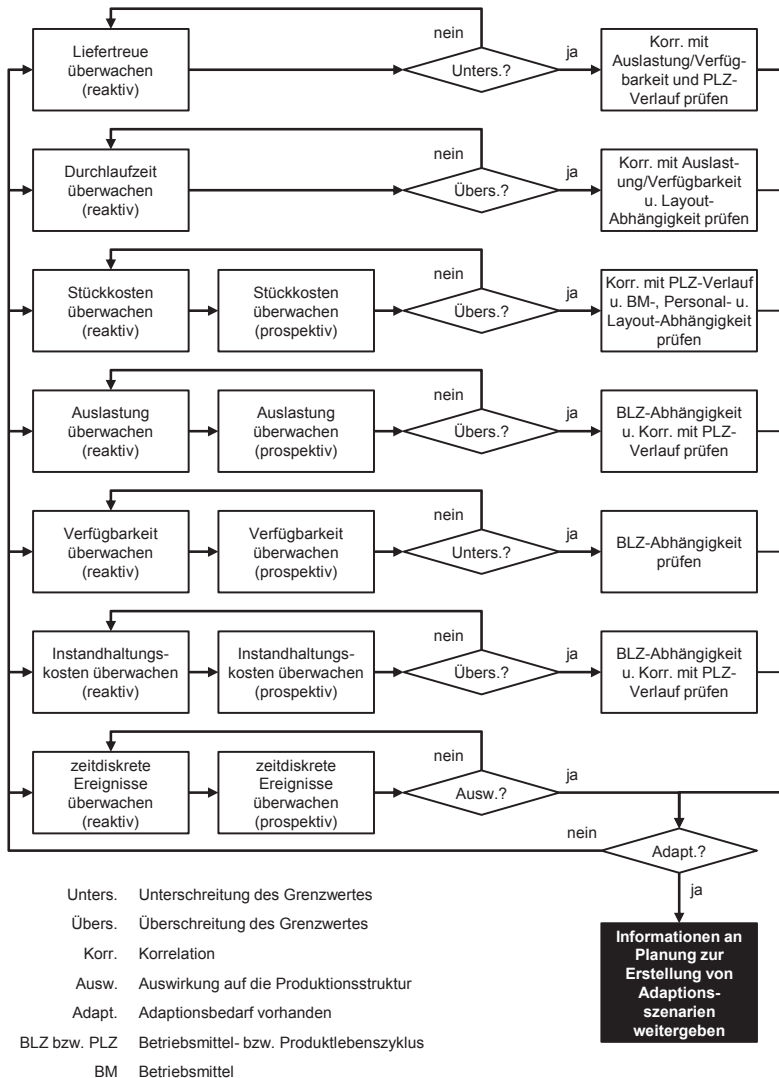 nein
Liefertreue
überwachen
(reaktiv)
Unters.?
ja
Korr. mit
Auslastung/Verfüg-
barkeit und PLZ-
Verlauf prüfen
nein
Durchlaufzeit
überwachen
(reaktiv)
Übers.?
ja
Korr. mit Auslast-
ung/Verfügbarkeit
u. Layout-
Abhängigkeit prüfen
nein
Stückkosten
überwachen
(reaktiv)
Stückkosten
überwachen
(prospektiv)
Übers.?
ja
Korr. mit PLZ-Verlauf
u. BM-, Personal- u.
Layout-Abhängigkeit
prüfen
nein
Auslastung
überwachen
(reaktiv)
Auslastung
überwachen
(prospektiv)
Übers.?
ja
BLZ-Abhängigkeit
u. Korr. mit PLZ-
Verlauf prüfen
nein
Verfügbarkeit
überwachen
(reaktiv)
Verfügbarkeit
überwachen
(prospektiv)
Unters.?
ja
BLZ-Abhängigkeit
prüfen
nein
Instandhaltungs-
kosten überwachen
(reaktiv)
Instandhaltungs-
kosten überwachen
(prospektiv)
Übers.?
ja
BLZ-Abhängigkeit
u. Korr. mit PLZ-
Verlauf prüfen
nein
zeitdiskrete
Ereignisse
überwachen
(reaktiv)
zeitdiskrete
Ereignisse
überwachen
(prospektiv)
Ausw.?
ja
nein
Adapt.?
ja
Informationen an
Planung zur
Erstellung von
Adaptions-
szenarien
weitergeben
Unters. Unterschreitung des Grenzwertes
Übers. Überschreitung des Grenzwertes
Korr. Korrelation
Ausw. Auswirkung auf die Produktionsstruktur
Adapt. Adaptionsbedarf vorhanden
BLZ bzw. PLZ Betriebsmittel- bzw. Produktlebenszyklus
BM Betriebsmittel